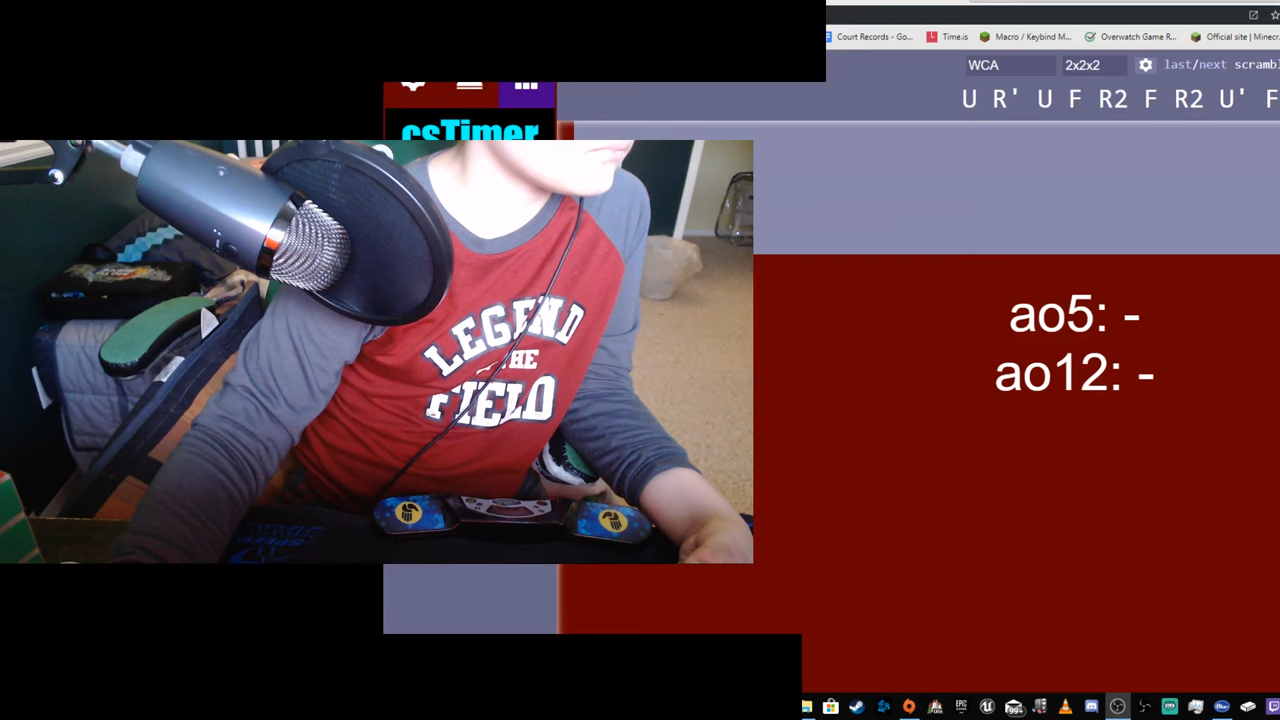 Court Records - Go...
Time.is
Macro / Keybind M...
Overwatch Game R...
Official site | Minecr
WCA
2x2x2
last/next scrambl
U R' U F R2 F R2 U' F
csTimer
LEGEND
THE
FIELD
ao5: -
ao12: -
99+